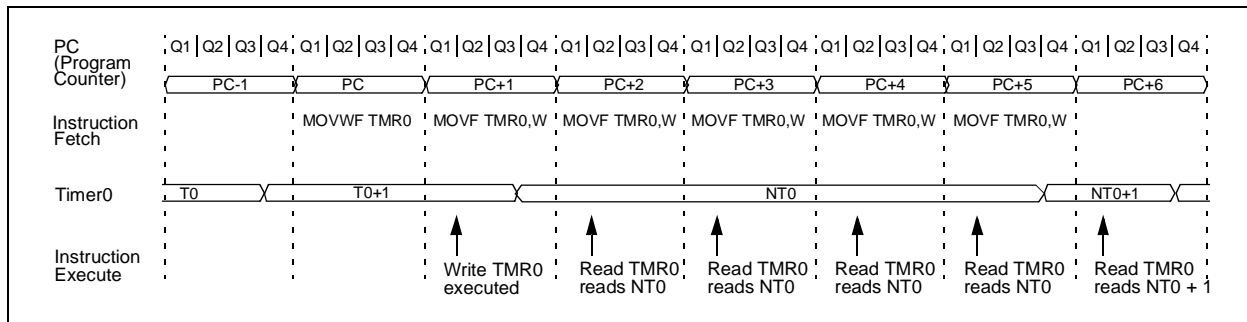 PC
(Program
Counter)
Q1 Q2 Q3 Q4 Q1 Q2 Q3 Q4 Q1 Q2 Q3 Q4 Q1 Q2 Q3 Q4 Q1 Q2 Q3 Q4 Q1 Q2 Q3 Q4 Q1 Q2 Q3 Q4 Q1 Q2 Q3 Q4
PC-1 PC PC+1 PC+2 PC+3 PC+4 PC+5 PC+6
Instruction
Fetch
MOVWF TMR0 MOVF TMR0,W MOVF TMR0,W MOVF TMR0,W MOVF TMR0,W MOVF TMR0,W
Timer0
T0 T0+1 NT0 NT0+1
Instruction
Execute
Write TMR0
executed
Read TMR0
reads NT0
Read TMR0
reads NT0
Read TMR0
reads NT0
Read TMR0
reads NT0
Read TMR0
reads NT0 + 1